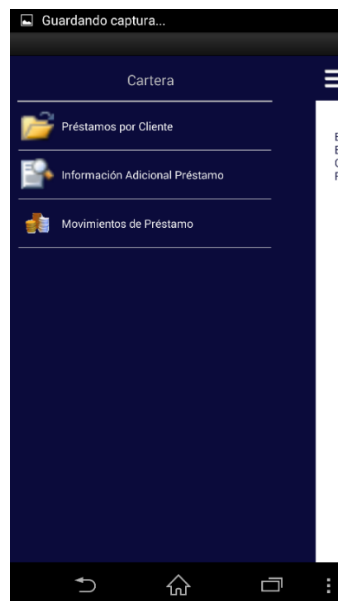 Guardando captura...
Cartera
Préstamos por Cliente
Información Adicional Préstamo
Movimientos de Préstamo